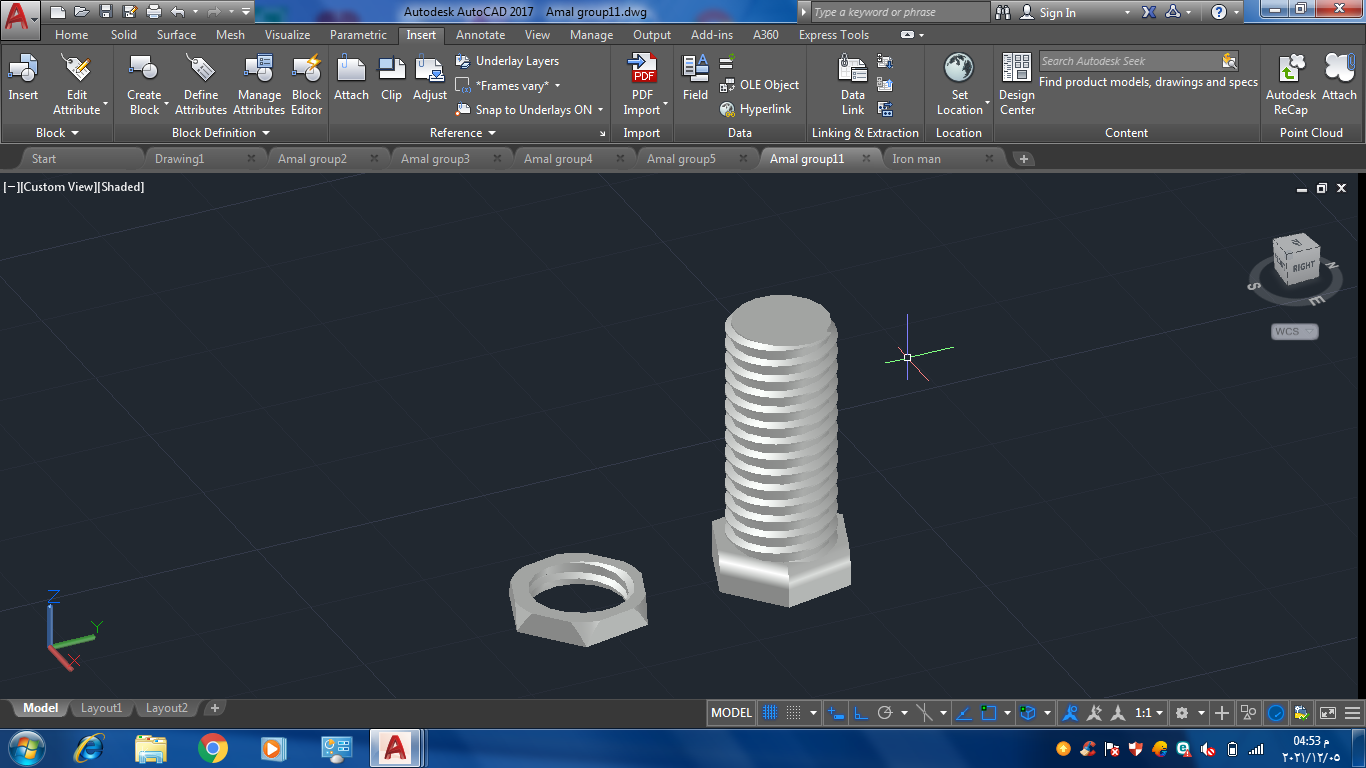 Autodesk AutoCAD 2017 Amal group11.dwg
Type a keyword or phrase
Sign In
Home Solid Surface Mesh Visualize Parametric Insert Annotate View Manage Output Add-ins A360 Express Tools
Insert
Edit
Attribute
Block
Create
Block
Define
Attributes
Manage
Attributes
Block
Editor
Block Definition
Attach
Clip
Adjust
Underlay Layers
*Frames vary*
Snap to Underlays ON
Reference
PDF
PDF
Import
Import
Field
OLE Object
Hyperlink
Data
Data
Link
Linking & Extraction
Set
Location
Location
Design
Center
Search Autodesk Seek
Find product models, drawings and specs
Content
Autodesk
ReCap
Attach
Point Cloud
Start Drawing1 Amal group2 Amal group3 Amal group4 Amal group5 Amal group11 Iron man
[−][Custom View][Shaded]
RIGHT
N
S
E
WCS
Z
Y
X
Model Layout1 Layout2
MODEL
1:1
04:53 م
٢٠٢١/١٢/٠٥